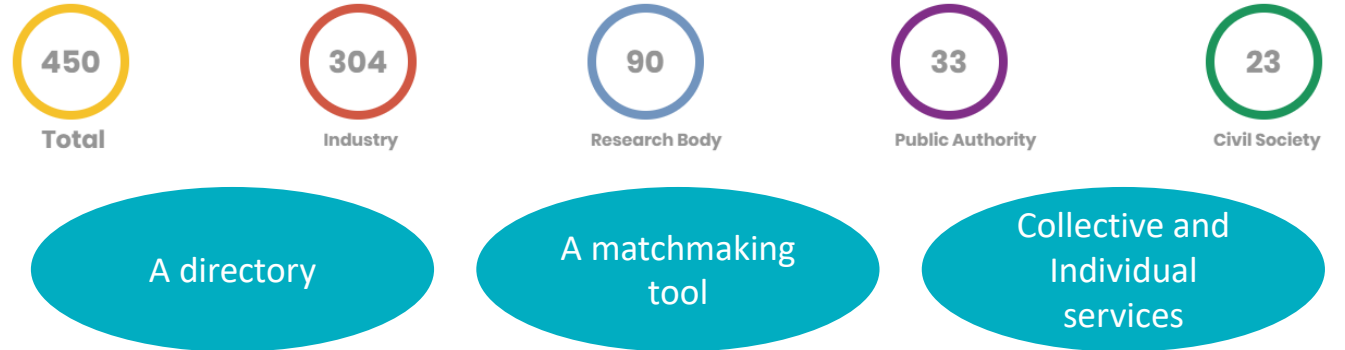 450
304
90
33
23
Total
Industry
Research Body
Public Authority
Civil Society
A directory
A matchmaking
tool
Collective and
Individual
services